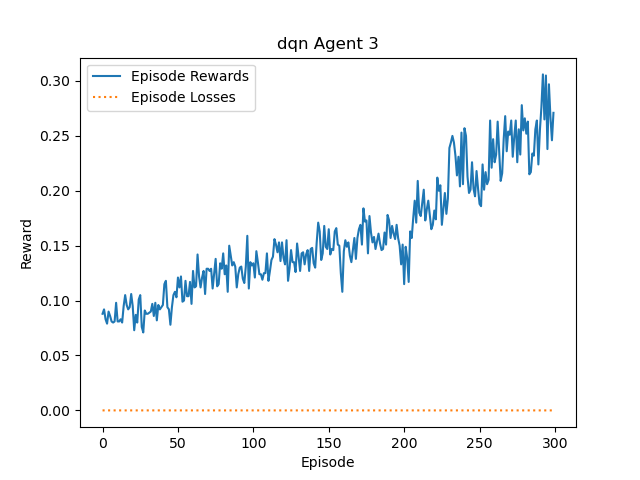 dqn Agent 3
Episode Rewards
Episode Losses
0.30
0.25
0.20
0.15
0.10
0.05
0.00
Reward
0 50 100 150 200 250 300
Episode